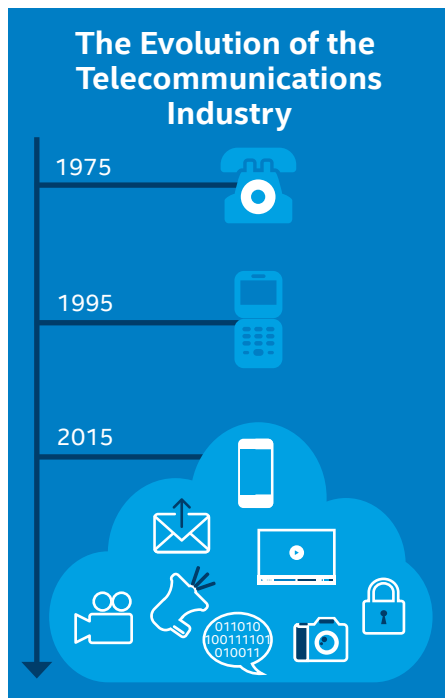 The Evolution of the
Telecommunications
Industry
1975
1995
2015
011010
100111101
010011